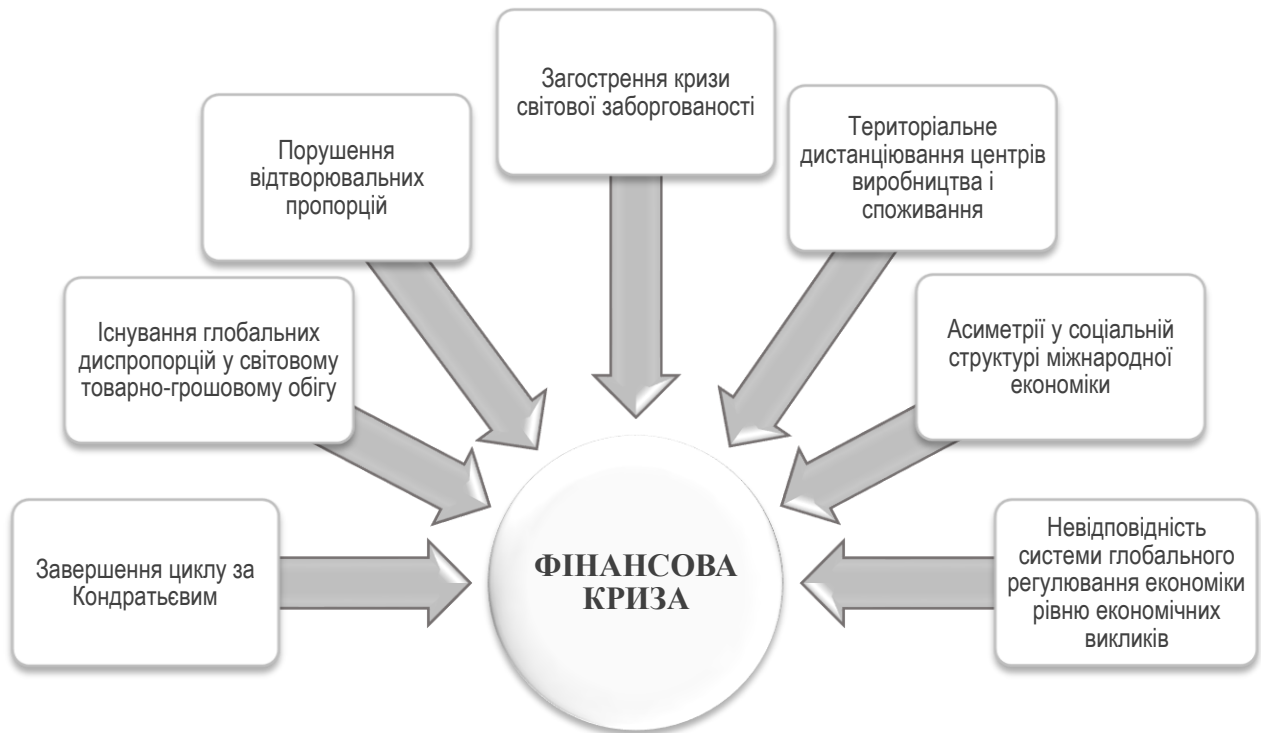 Загострення кризи
світової заборгованості
Порушення
відтворювальних
пропорцій
Територіальне
дистанціювання центрів
виробництва і
споживання
Існування глобальних
диспропорцій у світовому
товарно-грошовому обігу
Асиметрії у соціальній
структурі міжнародної
економіки
Завершення циклу за
Кондратьєвим
ФІНАНСОВА
КРИЗА
Невідповідність
системи глобального
регулювання економіки
рівню економічних
викликів